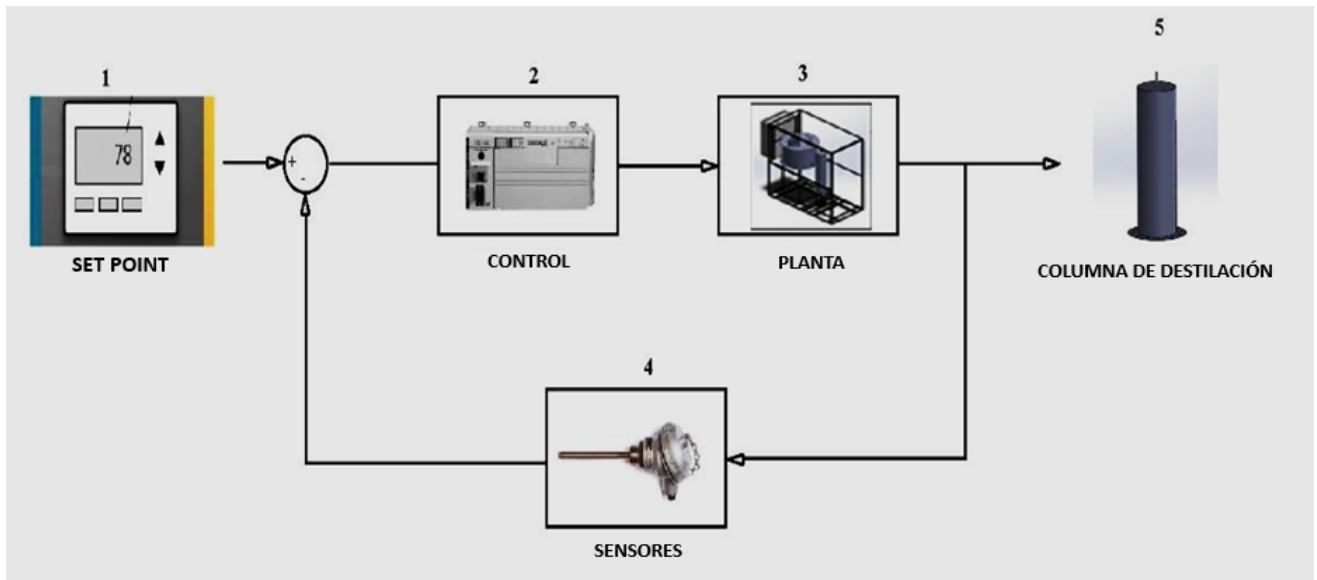 5
1
2
3
78
+
-
SET POINT
CONTROL
PLANTA
COLUMNA DE DESTILACIÓN
4
SENSORES